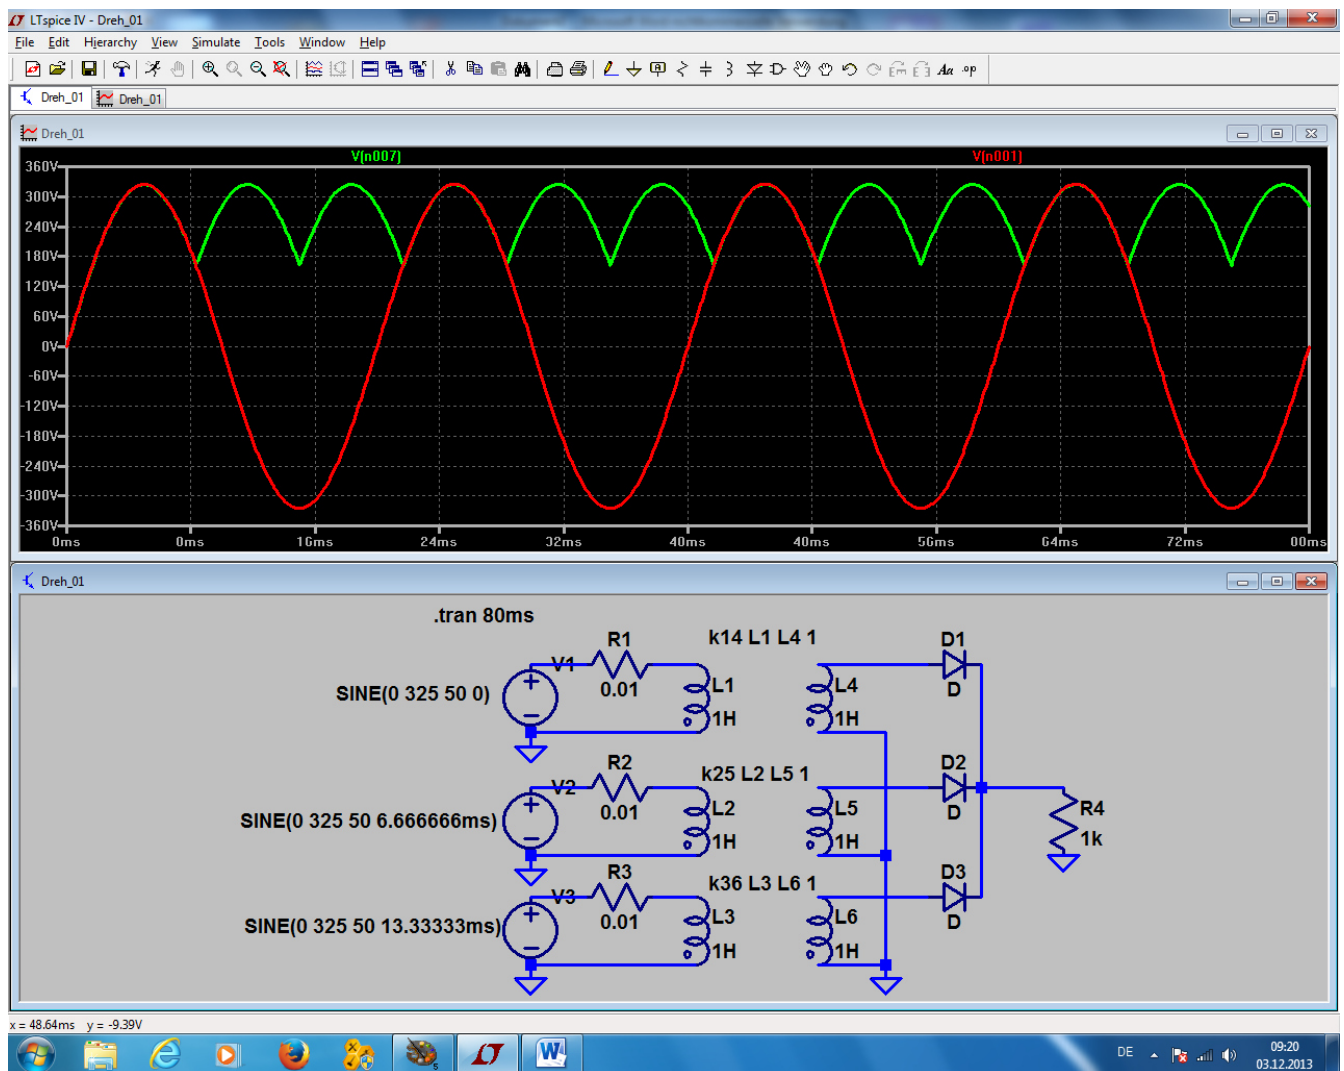 LTspice IV - Dreh_01
File Edit Hierarchy View Simulate Tools Window Help
Dreh_01 Dreh_01
Dreh_01
V(n007) V(n001)
360V
300V
240V
180V
120V
60V
0V
-60V
-120V
-180V
-240V
-300V
-360V
0ms 0ms 16ms 24ms 32ms 40ms 40ms 56ms 64ms 72ms 00ms
Dreh_01
.tran 80ms
R1 k14 L1 L4 1 D1
V1
SINE(0 325 50 0) 0.01 L1 L4 D
1H 1H
R2 k25 L2 L5 1 D2
V2
SINE(0 325 50 6.666666ms) 0.01 L2 L5 D R4
1H 1H 1k
R3 k36 L3 L6 1 D3
V3
SINE(0 325 50 13.33333ms) 0.01 L3 L6 D
1H 1H
x = 48.64ms y = -9.39V
DE 09:20
03.12.2013